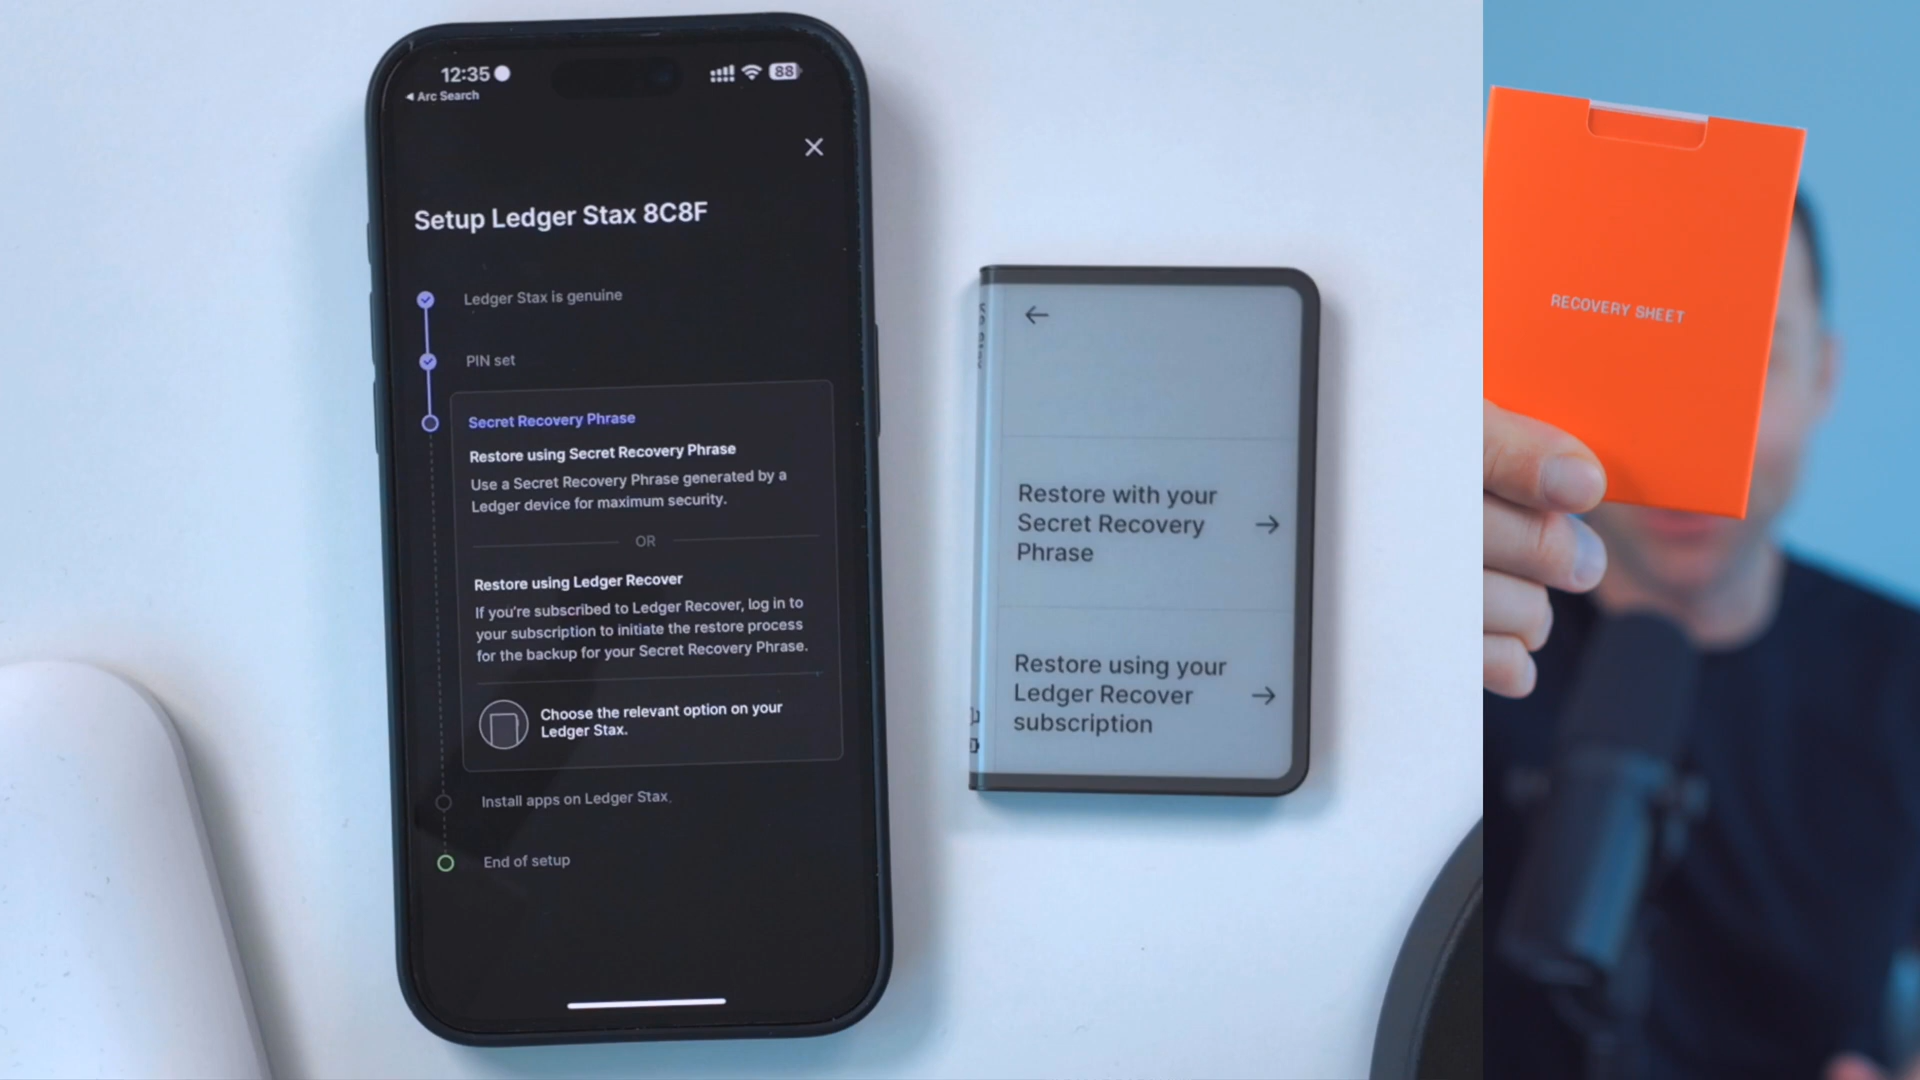 12:35
88
◀ Arc Search
Setup Ledger Stax 8C8F
Ledger Stax is genuine
PIN set
Secret Recovery Phrase
Restore using Secret Recovery Phrase
Use a Secret Recovery Phrase generated by a
Ledger device for maximum security.
OR
Restore using Ledger Recover
If you're subscribed to Ledger Recover, log in to
your subscription to initiate the restore process
for the backup for your Secret Recovery Phrase.
Choose the relevant option on your
Ledger Stax.
Install apps on Ledger Stax
End of setup
Restore with your
Secret Recovery
Phrase
Restore using your
Ledger Recover
subscription
RECOVERY SHEET